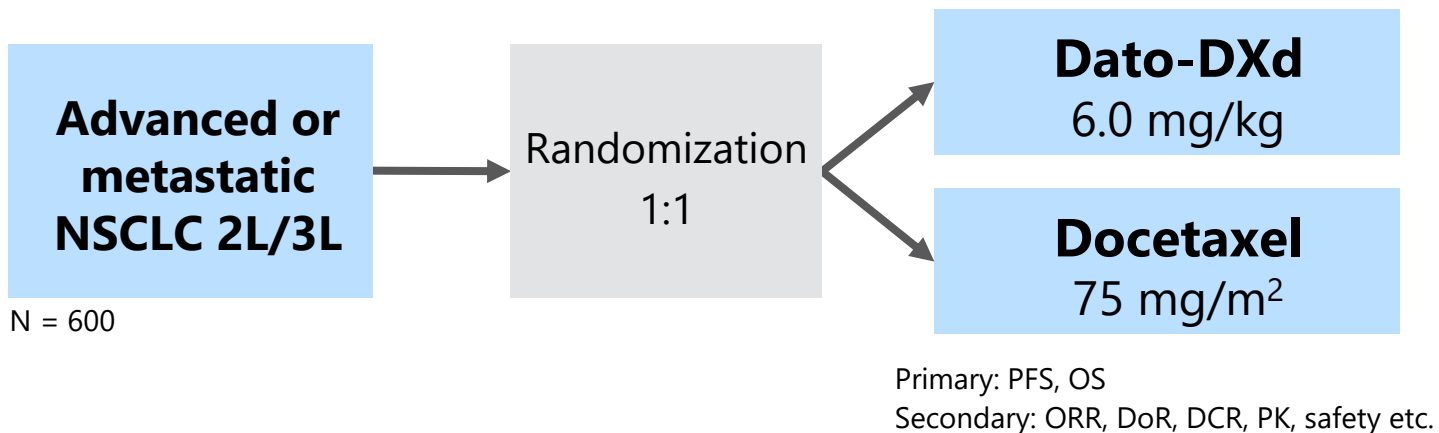 Advanced or
metastatic
NSCLC 2L/3L
N = 600
Randomization
1:1
Dato-DXd
6.0 mg/kg
Docetaxel
75 mg/m²
Primary: PFS, OS
Secondary: ORR, DoR, DCR, PK, safety etc.